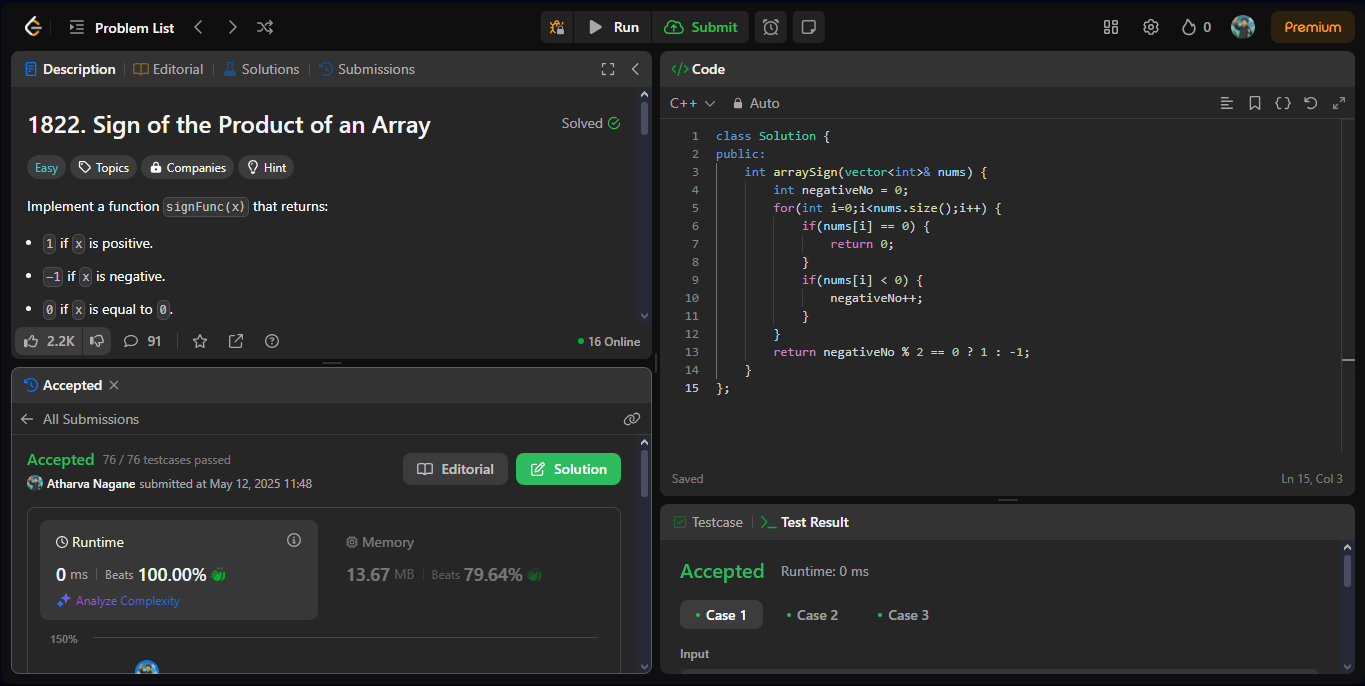 Problem List
Run
Submit
0
Premium
Description
Editorial
Solutions
Submissions
1822. Sign of the Product of an Array
Solved
Easy
Topics
Companies
Hint
Implement a function signFunc(x) that returns:
• 1 if x is positive.
• -1 if x is negative.
• 0 if x is equal to 0.
2.2K
91
16 Online
Accepted
All Submissions
Accepted 76 / 76 testcases passed
Atharva Nagane submitted at May 12, 2025 11:48
Editorial
Solution
Runtime
0 ms Beats 100.00%
Analyze Complexity
Memory
13.67 MB Beats 79.64%
150%
</> Code
C++
Auto
1 class Solution {
2 public:
3     int arraySign(vector<int>& nums) {
4         int negativeNo = 0;
5         for(int i=0;i<nums.size();i++) {
6             if(nums[i] == 0) {
7                 return 0;
8             }
9             if(nums[i] < 0) {
10                 negativeNo++;
11             }
12         }
13         return negativeNo % 2 == 0 ? 1 : -1;
14     }
15 };
Saved
Ln 15, Col 3
Testcase
Test Result
Accepted Runtime: 0 ms
• Case 1
• Case 2
• Case 3
Input